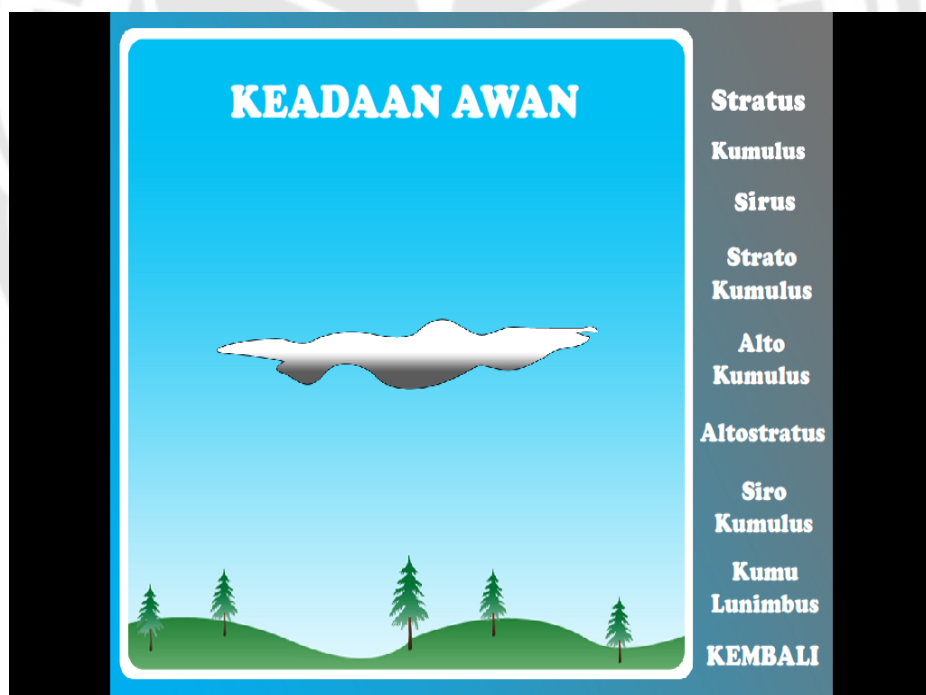 KEADAAN AWAN
Stratus
Kumulus
Sirus
Strato
Kumulus
Alto
Kumulus
Altostratus
Siro
Kumulus
Kumu
Lunimbus
KEMBALI